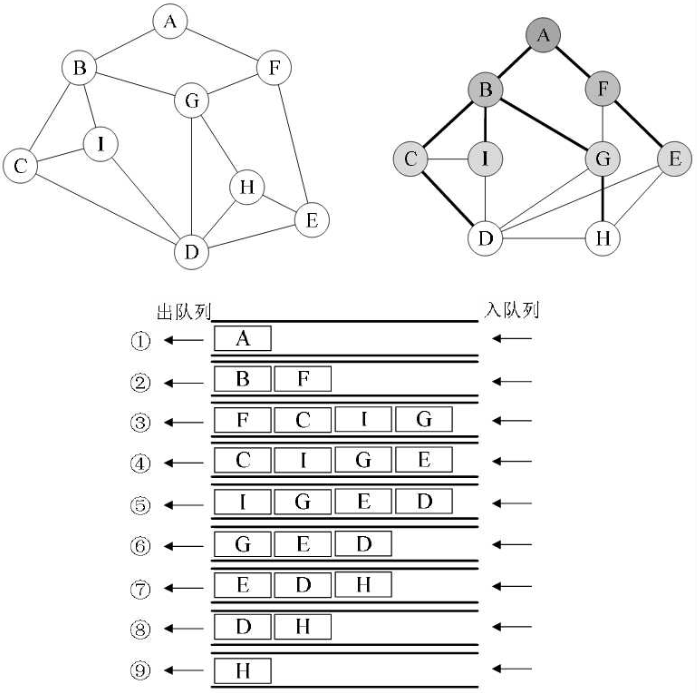 A
B
F
G
I
C
H
E
D
A
B
F
C
I
G
E
D
H
出队列 入队列
① A
② B F
③ F C I G
④ C I G E
⑤ I G E D
⑥ G E D
⑦ E D H
⑧ D H
⑨ H